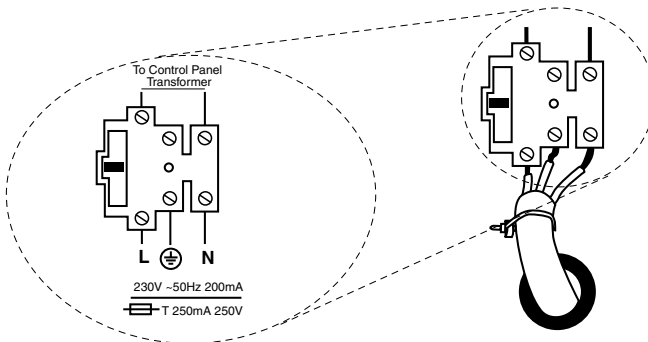 To Control Panel
Transformer
L N
230V ~50Hz 200mA
T 250mA 250V